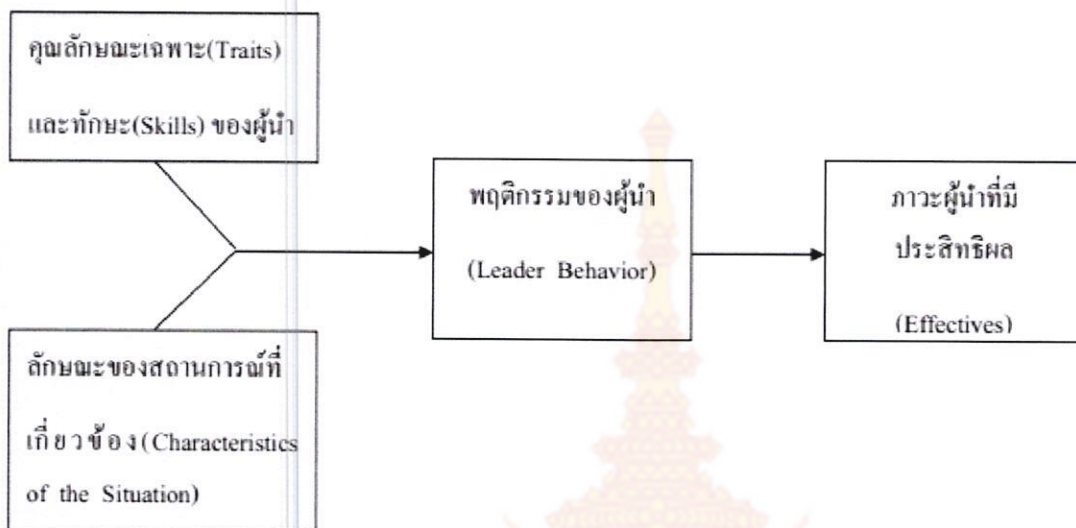 คุณลักษณะเฉพาะ(Traits)
และทักษะ(Skills) ของผู้นำ
พฤติกรรมของผู้นำ
(Leader Behavior)
ภาวะผู้นำที่มี
ประสิทธิผล
(Effectives)
ลักษณะของสถานการณ์ที่
เกี่ยวข้อง(Characteristics
of the Situation)